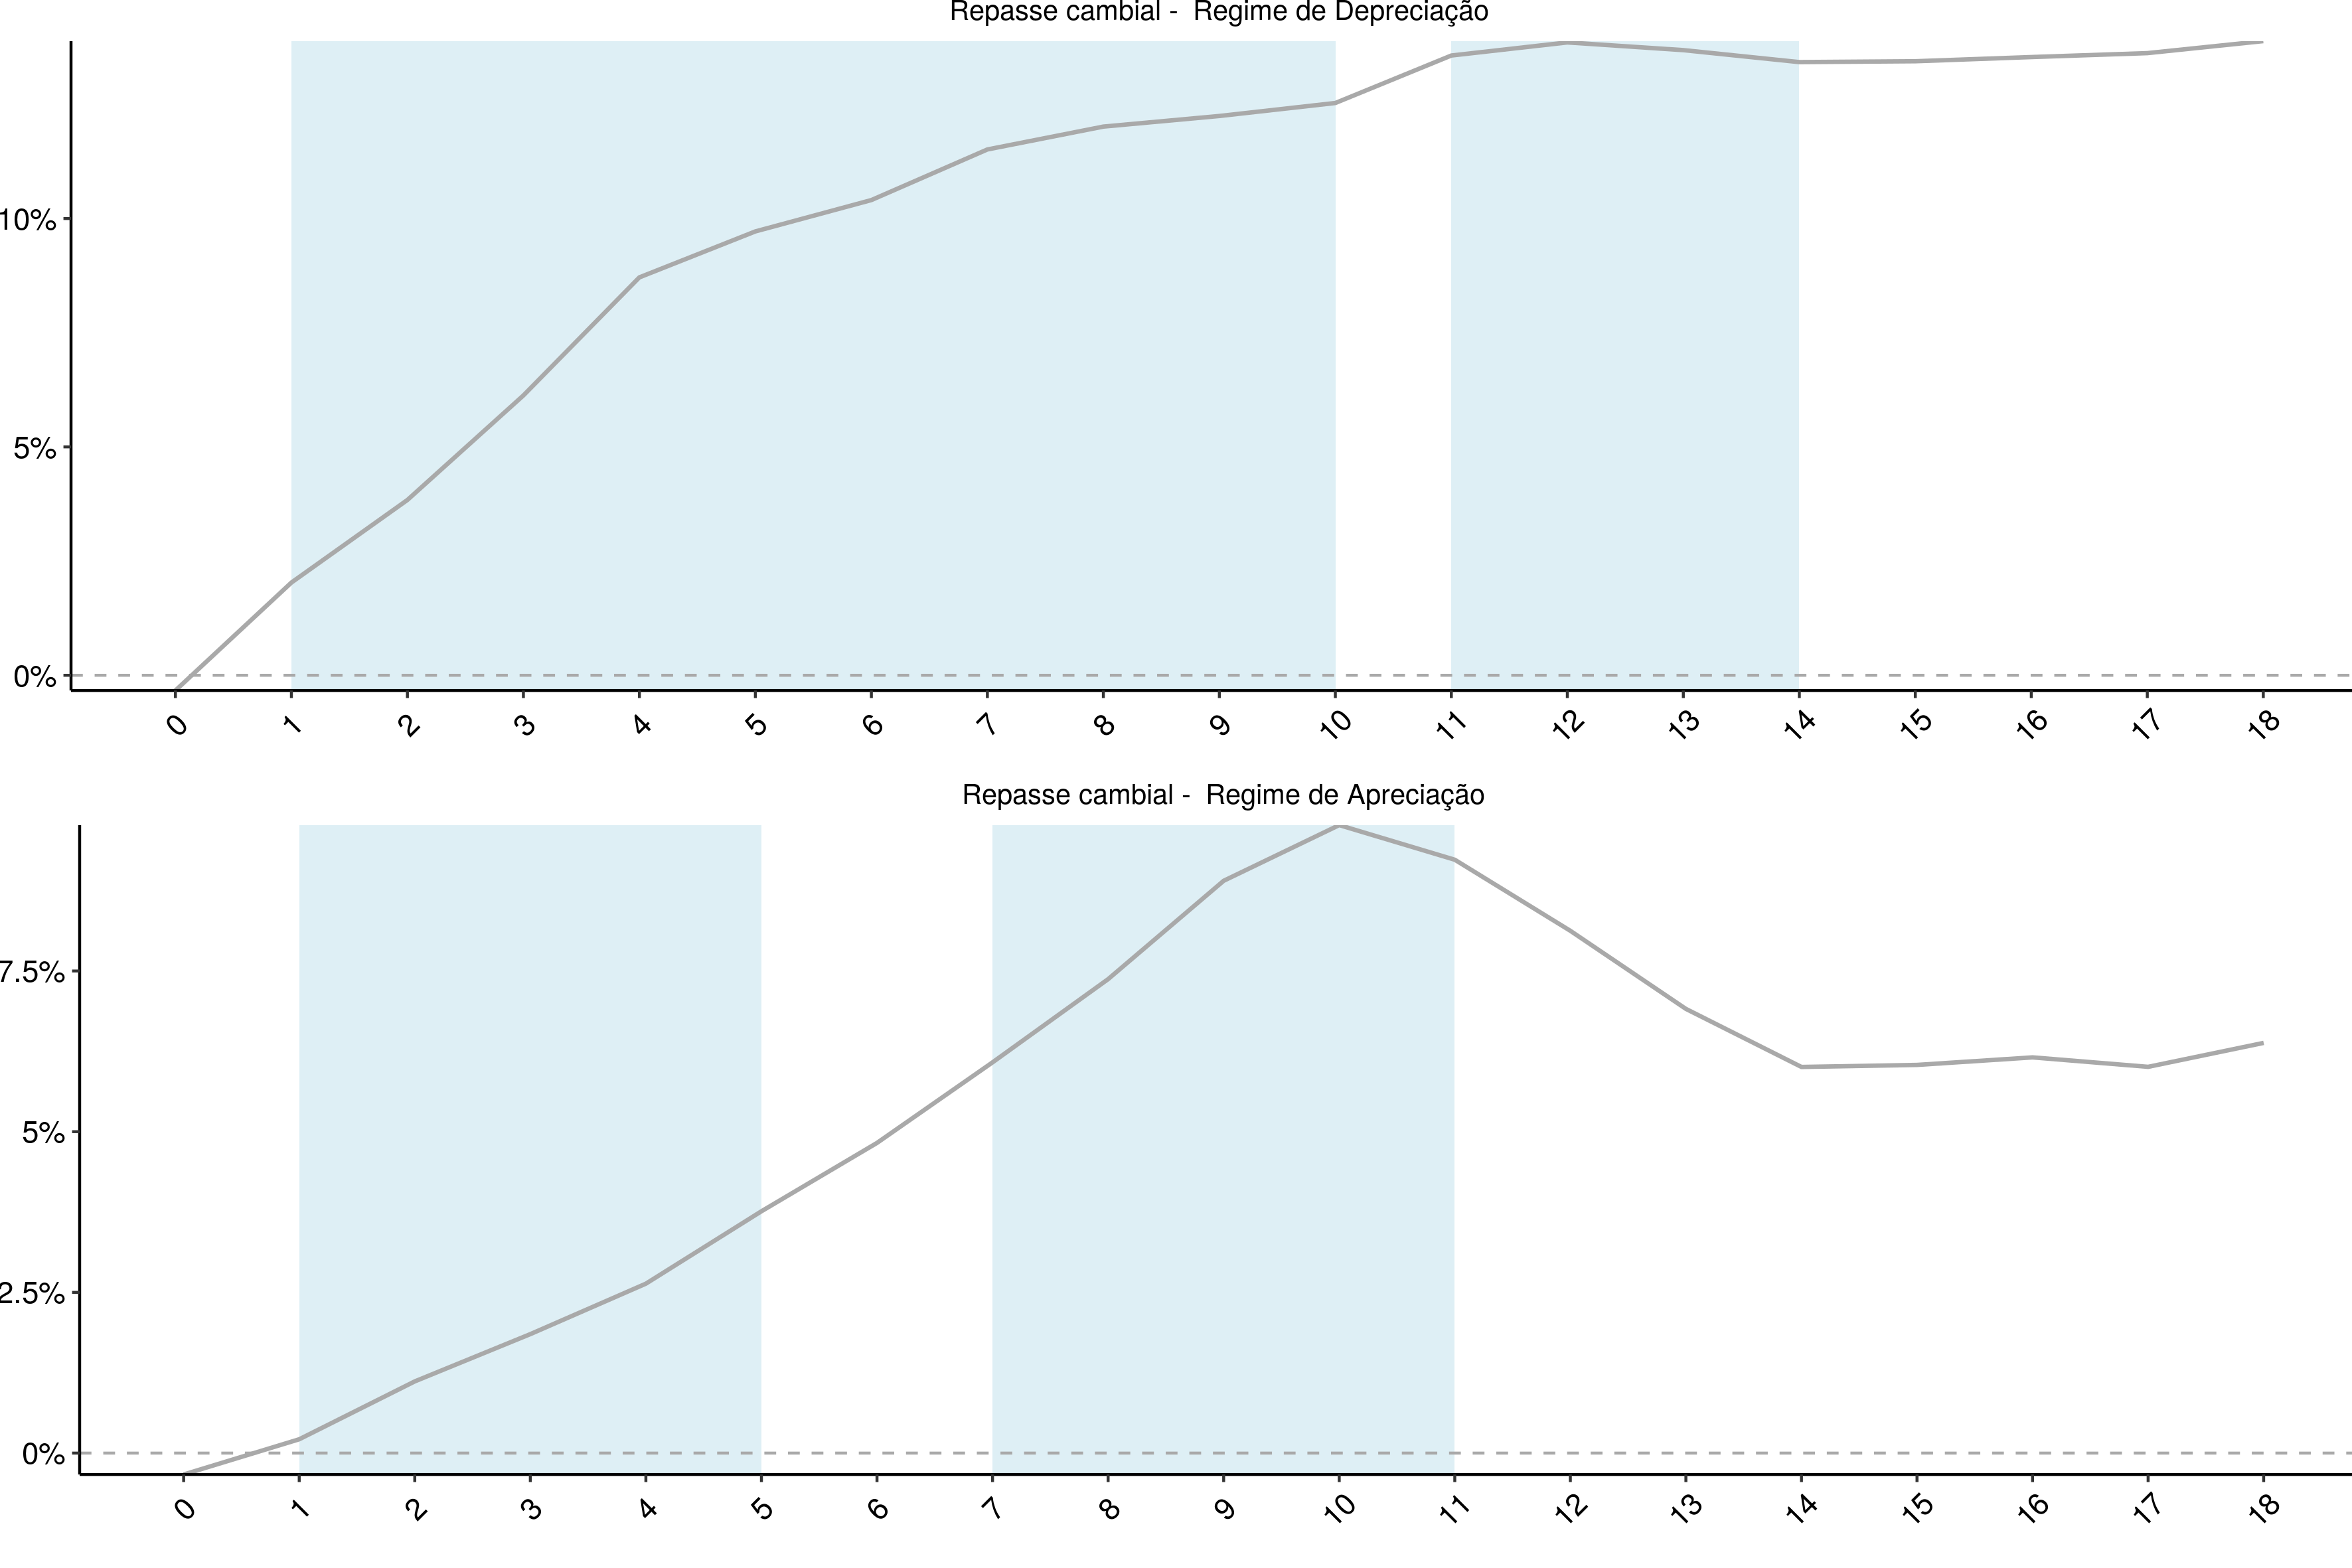 Repasse cambial -  Regime de Depreciação
10%
5%
0%
0 1 2 3 4 5 6 7 8 9 10 11 12 13 14 15 16 17 18
Repasse cambial -  Regime de Apreciação
7.5%
5%
2.5%
0%
0 1 2 3 4 5 6 7 8 9 10 11 12 13 14 15 16 17 18